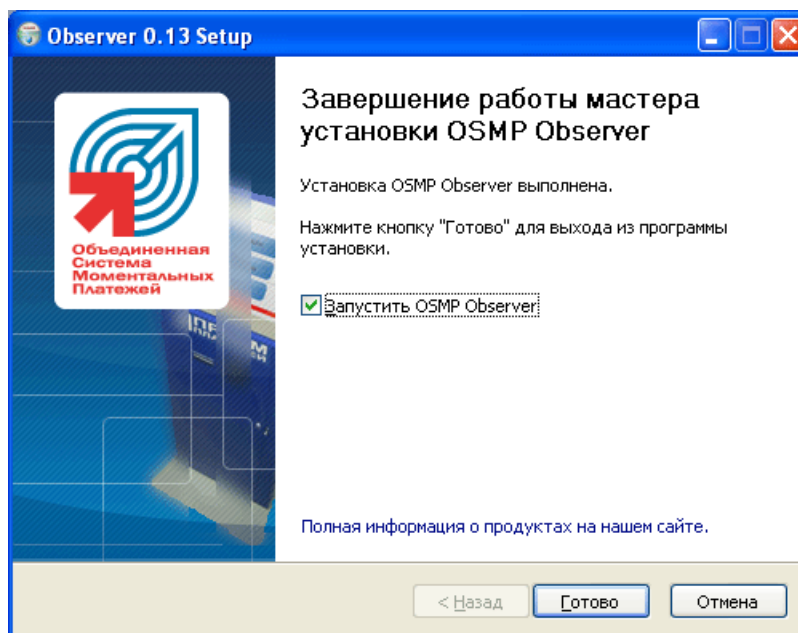 Observer 0.13 Setup
Завершение работы мастера
установки OSMP Observer
Установка OSMP Observer выполнена.
Нажмите кнопку "Готово" для выхода из программы
установки.
Запустить OSMP Observer
Объединенная
Система
Моментальных
Платежей
Полная информация о продуктах на нашем сайте.
< Назад
Готово
Отмена